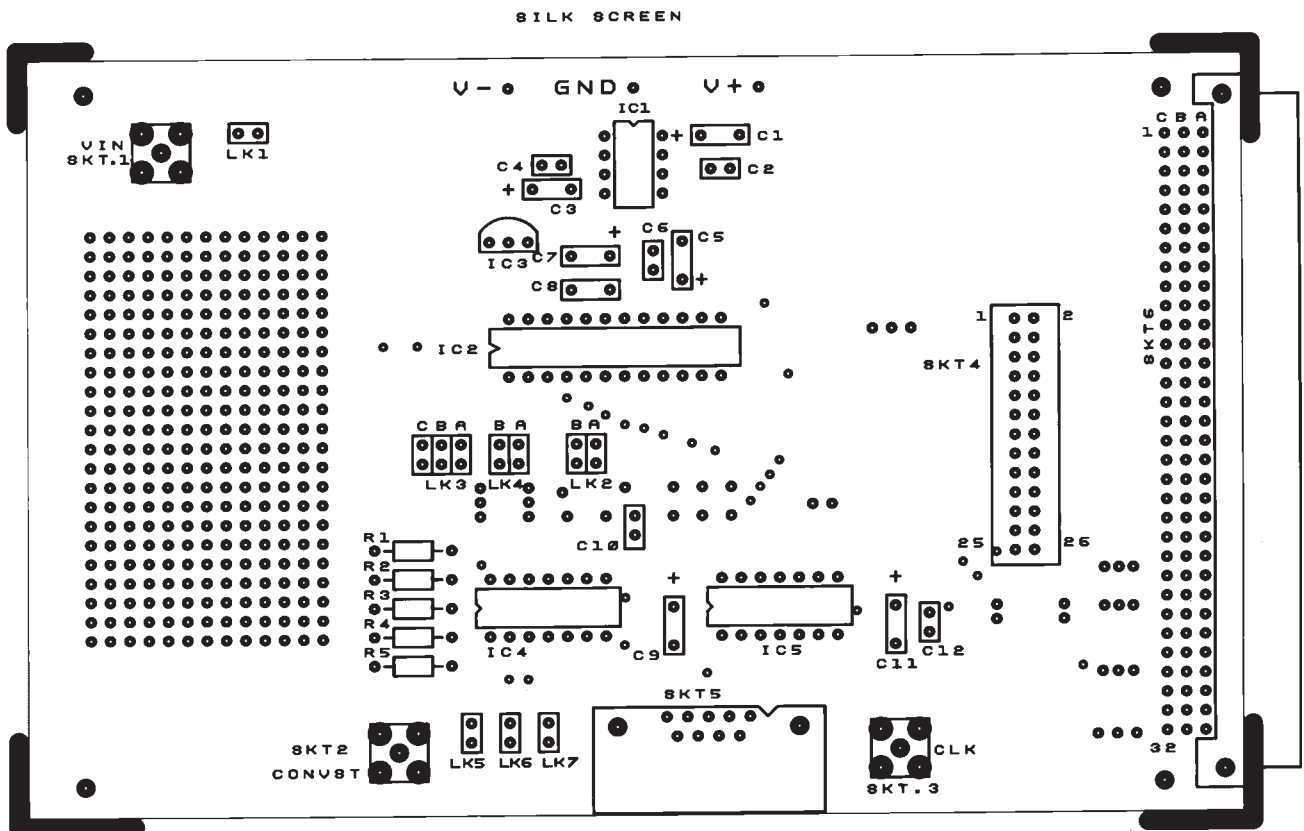 SILK SCREEN
V- GND V+
IC1
+ C1
C4
C2
+ C3
VIN
SKT.1
LK1
C B A
1
+
C6 C5
IC3 C7
+
C8
IC2
1 2
SKT4
SKT6
C B A B A B A
LK3 LK4 LK2
C10
25 26
R1
R2
R3
R4
R5
+ +
IC4 C9 IC5 C11 C12
SKT5
SKT2
CONVST
LK5 LK6 LK7
CLK
SKT.3
32